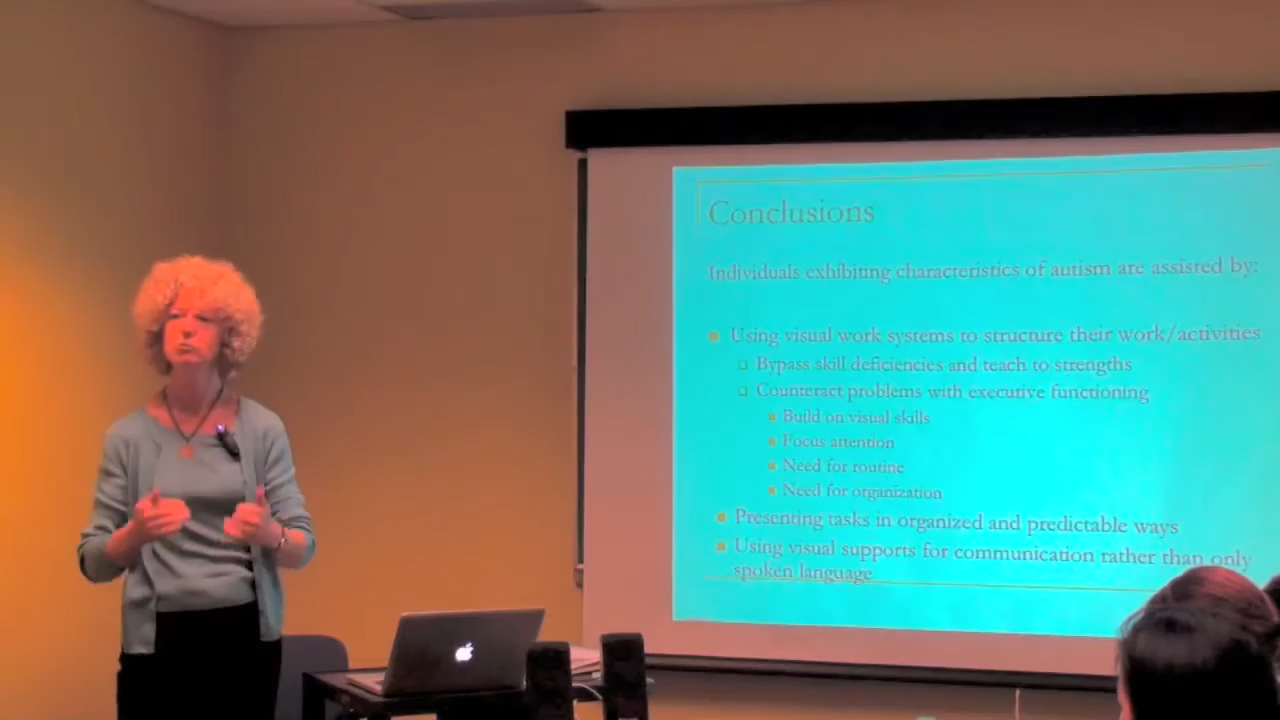 Conclusions
Individuals exhibiting characteristics of autism are assisted by:
Using visual work systems to structure their work/activities
Bypass skill deficiencies and teach to strengths
Counteract problems with executive functioning
Build on visual skills
Focus attention
Need for routine
Need for organization
Presenting tasks in organized and predictable ways
Using visual supports for communication rather than only
spoken language